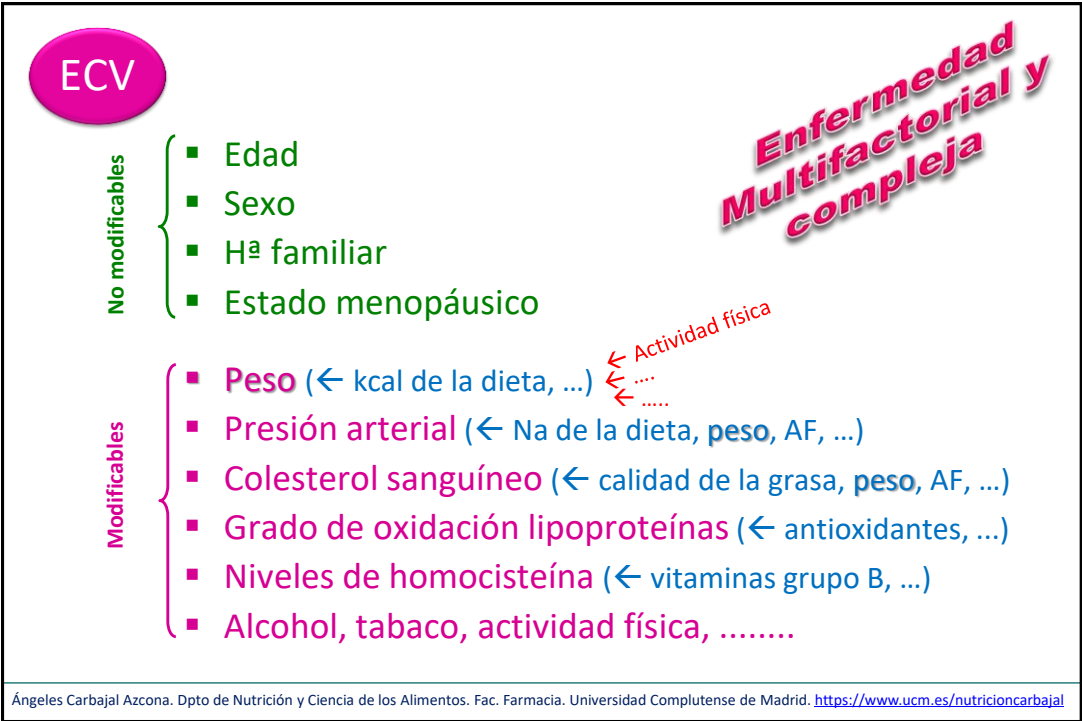 ECV
Enfermedad
Multifactorial y
compleja
No modificables
▪ Edad
▪ Sexo
▪ Hª familiar
▪ Estado menopáusico
Modificables
← Actividad física
▪ Peso (← kcal de la dieta, …) ← ….
← …..
▪ Presión arterial (← Na de la dieta, peso, AF, …)
▪ Colesterol sanguíneo (← calidad de la grasa, peso, AF, …)
▪ Grado de oxidación lipoproteínas (← antioxidantes, ...)
▪ Niveles de homocisteína (← vitaminas grupo B, …)
▪ Alcohol, tabaco, actividad física, ........
Ángeles Carbajal Azcona. Dpto de Nutrición y Ciencia de los Alimentos. Fac. Farmacia. Universidad Complutense de Madrid. https://www.ucm.es/nutricioncarbajal